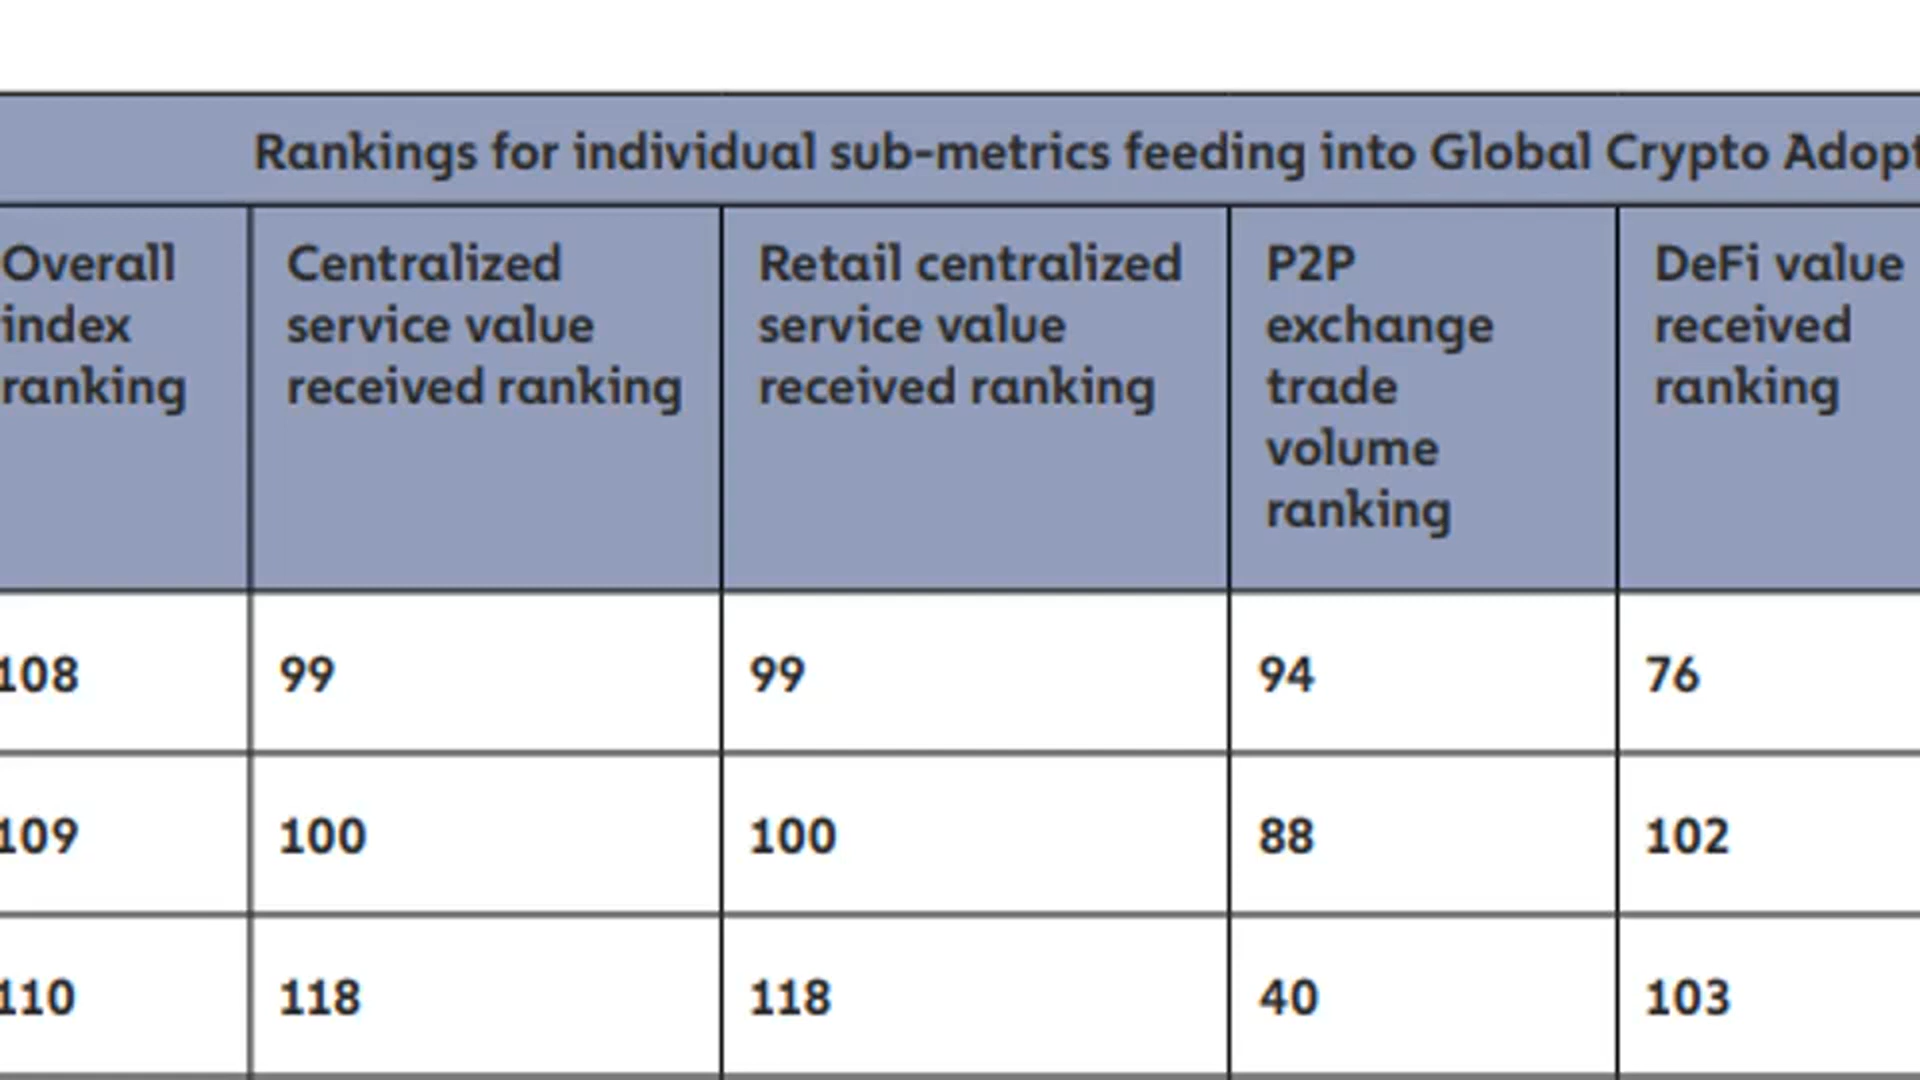 Rankings for individual sub-metrics feeding into Global Crypto Adopt
Overall
index
ranking
Centralized
service value
received ranking
Retail centralized
service value
received ranking
P2P
exchange
trade
volume
ranking
DeFi value
received
ranking
108 99 99 94 76
109 100 100 88 102
110 118 118 40 103